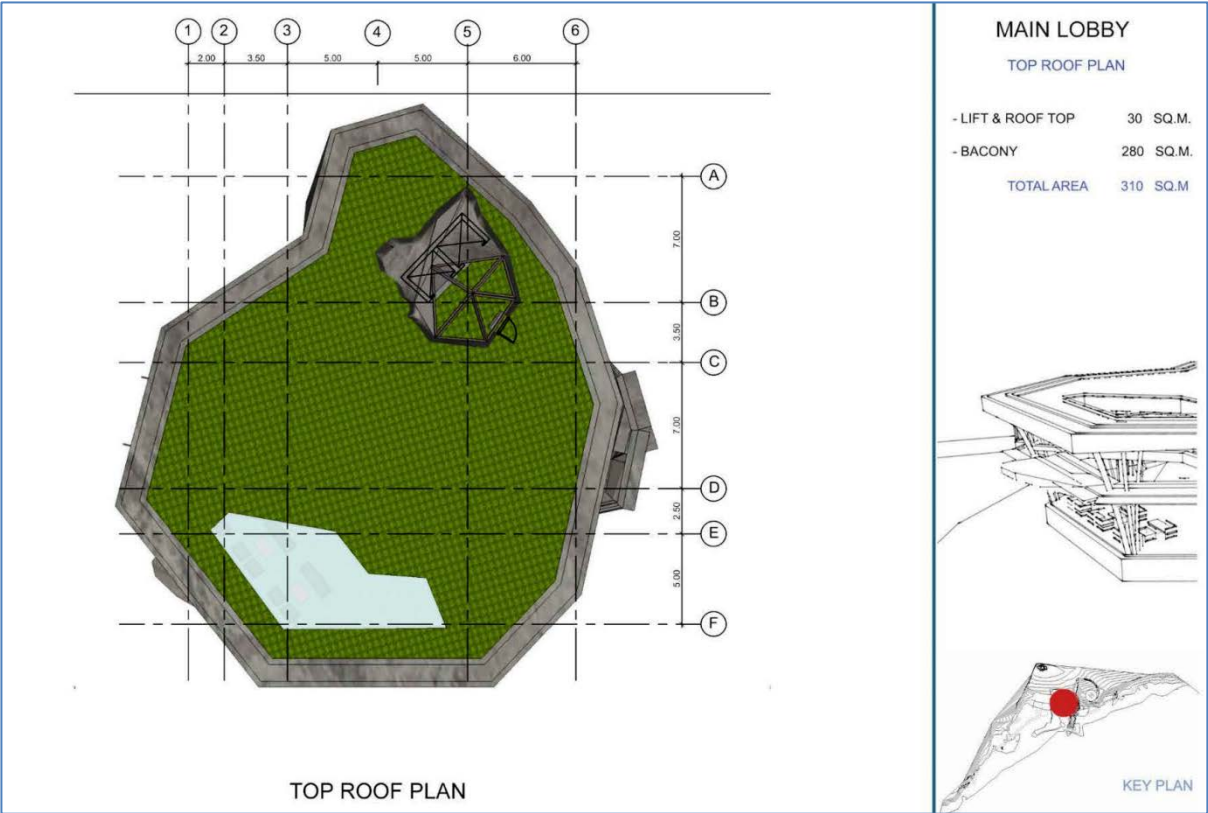 1 2 3 4 5 6
2.00 3.50 5.00 5.00 6.00
A
7.00
B
3.50
C
7.00
D
2.50
E
5.00
F
TOP ROOF PLAN
MAIN LOBBY
TOP ROOF PLAN
- LIFT & ROOF TOP 30 SQ.M.
- BACONY 280 SQ.M.
TOTAL AREA 310 SQ.M
KEY PLAN